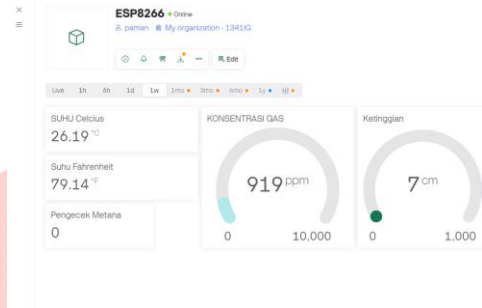 ESP8266 • Online
paman My organization - 1341IG
Edit
Live 1h 6h 1d 1w 1mo 3mo 6mo 1y
SUHU Celcius
26.19 °C
Suhu Fahrenheit
79.14 °F
Pengecek Metana
0
KONSENTRASI GAS
919 ppm
0 10,000
Ketinggian
7 cm
0 1,000